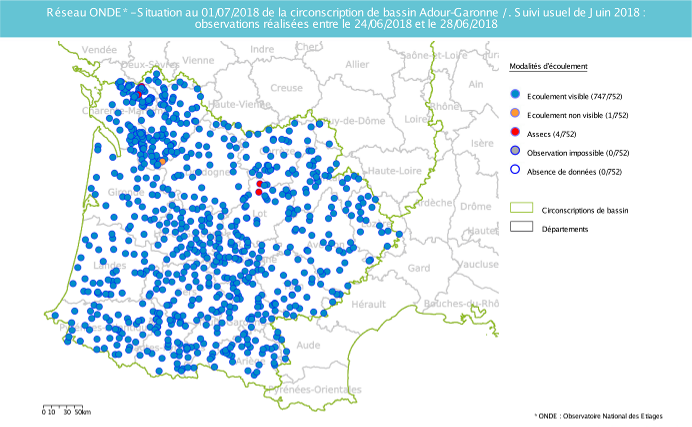 Réseau ONDE* - Situation au 01/07/2018 de la circonscription de bassin Adour-Garonne /. Suivi usuel de Juin 2018 :
observations réalisées entre le 24/06/2018 et le 28/06/2018
Modalités d'écoulement
Ecoulement visible (747/752)
Ecoulement non visible (1/752)
Assecs (4/752)
Observation impossible (0/752)
Absence de données (0/752)
Circonscriptions de bassin
Départements
Vendée
Deux-Sèvres
Vienne
Indre
Cher
Allier
Saône-et-Loire
Ain
Creuse
Haute-Vienne
Puy-de-Dôme
Loire
Rhône
Isère
Haute-Loire
Ardèche
Drôme
Lot
Landes
Gard
Vaucluse
Hérault
Bouches-du-Rhô
Aude
Ariège
Pyrénées-Orientales
0 10 30 50km
* ONDE : Observatoire National des Etiages